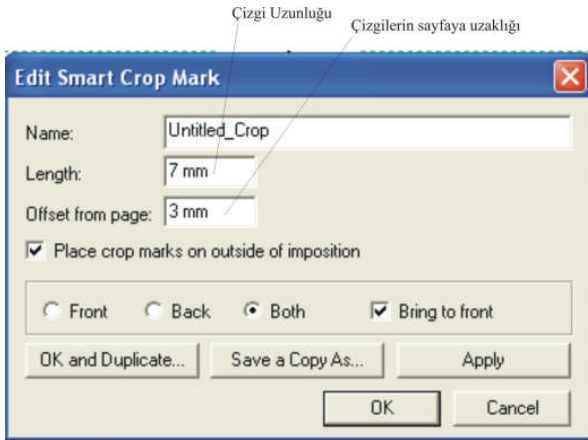 Çizgi Uzunluğu
Çizgilerin sayfaya uzaklığı
Edit Smart Crop Mark
Name: Untitled_Crop
Length: 7 mm
Offset from page: 3 mm
Place crop marks on outside of imposition
Front Back Both Bring to front
OK and Duplicate... Save a Copy As... Apply
OK Cancel